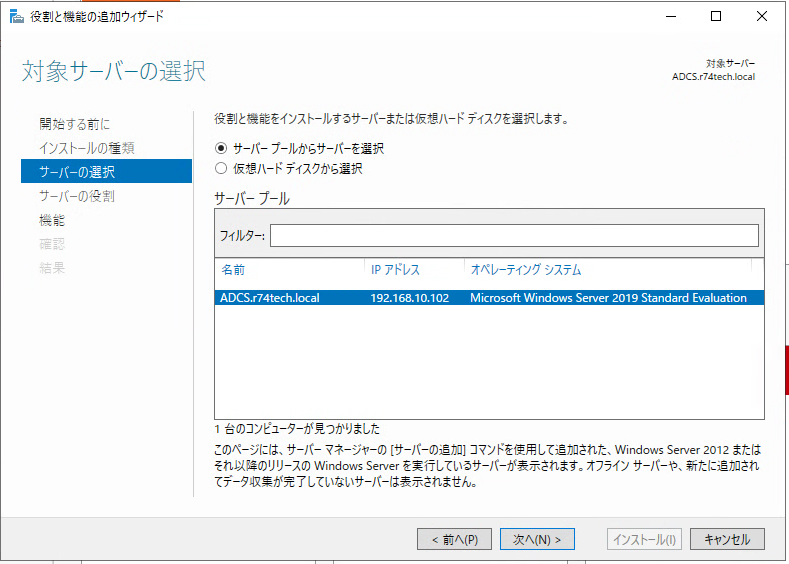 役割と機能の追加ウィザード
対象サーバーの選択
対象サーバー
ADCS.r74tech.local
開始する前に
インストールの種類
サーバーの選択
サーバーの役割
機能
確認
結果
役割と機能をインストールするサーバーまたは仮想ハード ディスクを選択します。
サーバー プールからサーバーを選択
仮想ハード ディスクから選択
サーバー プール
フィルター:
名前 IP アドレス オペレーティング システム
ADCS.r74tech.local 192.168.10.102 Microsoft Windows Server 2019 Standard Evaluation
1 台のコンピューターが見つかりました
このページには、サーバー マネージャーの [サーバーの追加] コマンドを使用して追加された、Windows Server 2012 または
それ以降のリリースの Windows Server を実行しているサーバーが表示されます。オフライン サーバーや、新たに追加され
てデータ収集が完了していないサーバーは表示されません。
< 前へ(P) 次へ(N) > インストール(I) キャンセル